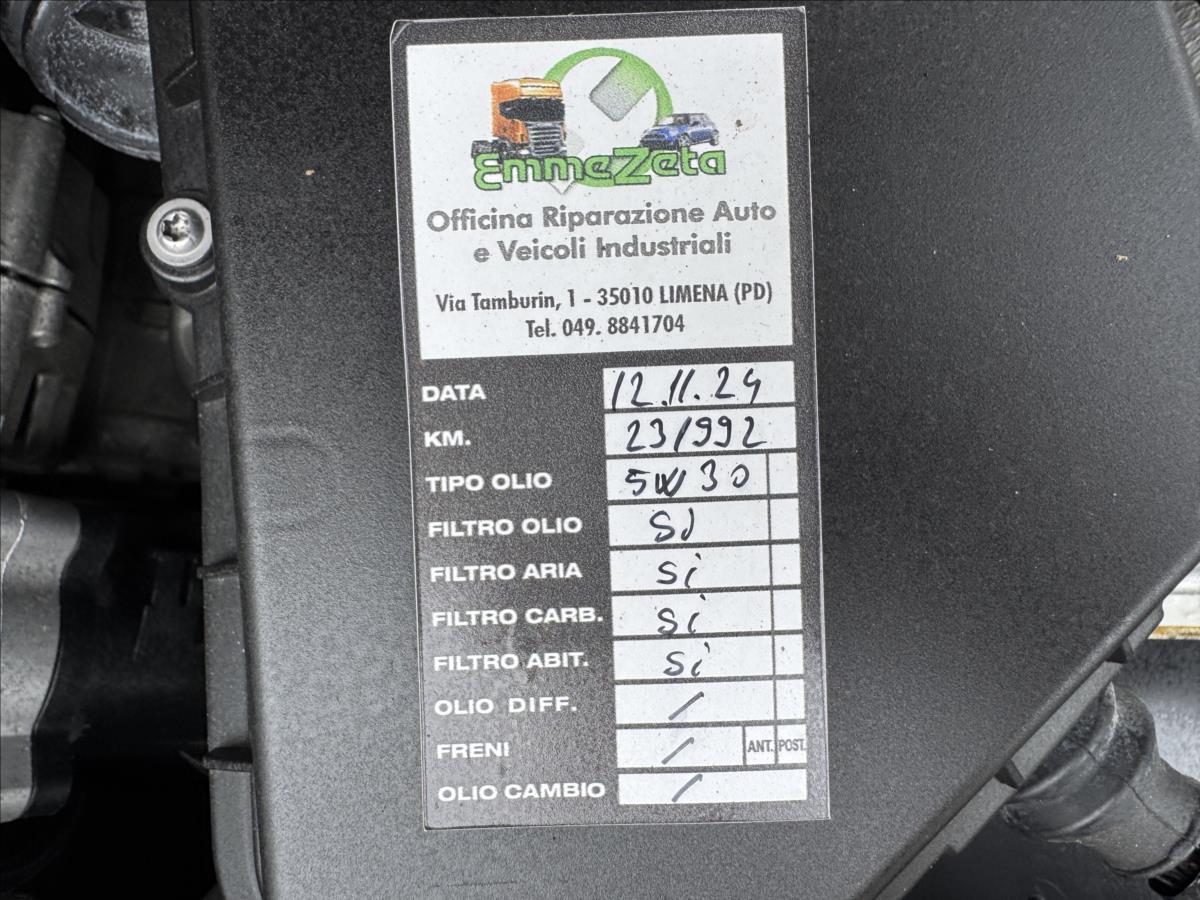 EmmeZeta
Officina Riparazione Auto
e Veicoli Industriali
Via Tamburin, 1 - 35010 LIMENA (PD)
Tel. 049. 8841704
DATA 12.11.24
KM. 231992
TIPO OLIO 5W30
FILTRO OLIO SI
FILTRO ARIA si
FILTRO CARB. si
FILTRO ABIT. si
OLIO DIFF. /
FRENI / ANT. POST.
OLIO CAMBIO /